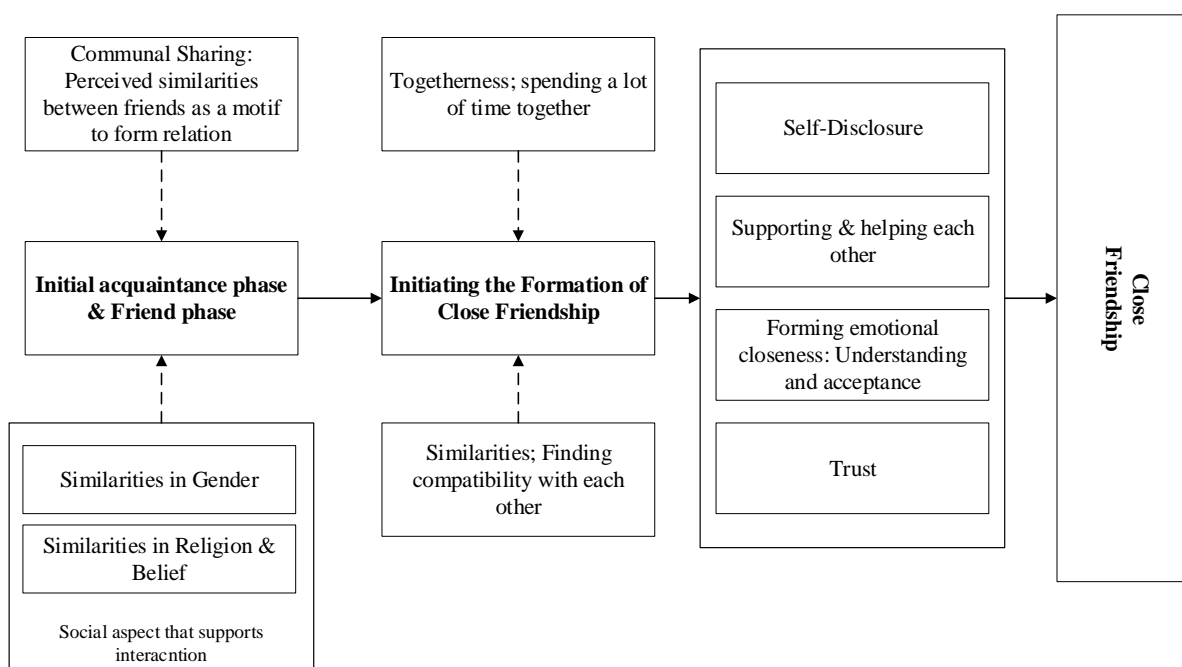 Communal Sharing:
Perceived similarities
between friends as a motif
to form relation
Togetherness; spending a lot
of time together
Self-Disclosure
Supporting & helping each
other
Initial acquaintance phase
& Friend phase
Initiating the Formation of
Close Friendship
Forming emotional
closeness: Understanding
and acceptance
Trust
Close
Friendship
Similarities in Gender
Similarities in Religion &
Belief
Social aspect that supports
interacntion
Similarities; Finding
compatibility with each
other